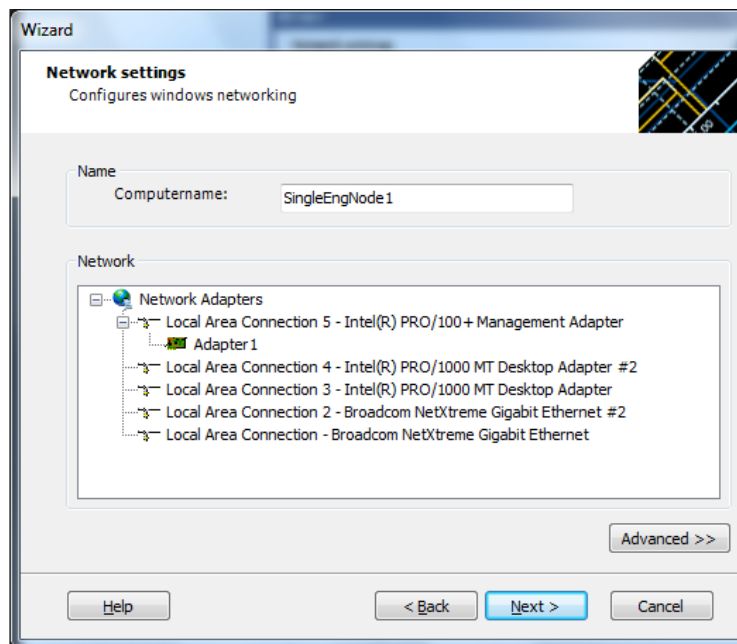 Wizard
Network settings
Configures windows networking
Name
Computername:
SingleEngNode1
Network
Network Adapters
Local Area Connection 5 - Intel(R) PRO/100+ Management Adapter
Adapter1
Local Area Connection 4 - Intel(R) PRO/1000 MT Desktop Adapter #2
Local Area Connection 3 - Intel(R) PRO/1000 MT Desktop Adapter
Local Area Connection 2 - Broadcom NetXtreme Gigabit Ethernet #2
Local Area Connection - Broadcom NetXtreme Gigabit Ethernet
Advanced >>
Help
< Back
Next >
Cancel